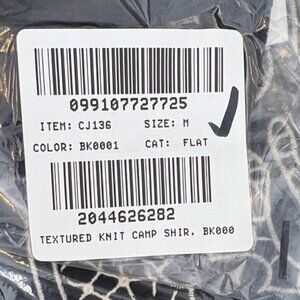 099107727725
ITEM: CJ136 SIZE: M
COLOR: BK0001 CAT: FLAT
2044626282
TEXTURED KNIT CAMP SHIR, BK000